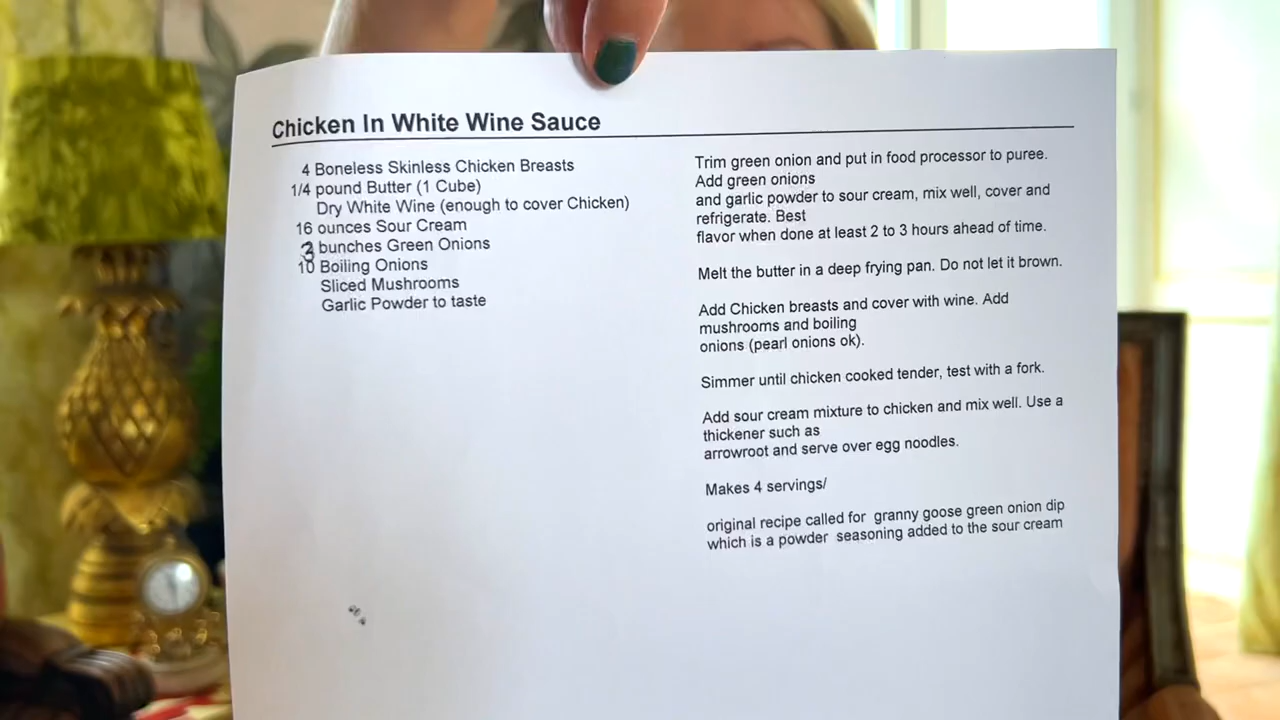 Chicken In White Wine Sauce
4 Boneless Skinless Chicken Breasts
1/4 pound Butter (1 Cube)
Dry White Wine (enough to cover Chicken)
16 ounces Sour Cream
3 bunches Green Onions
10 Boiling Onions
Sliced Mushrooms
Garlic Powder to taste
Trim green onion and put in food processor to puree.
Add green onions
and garlic powder to sour cream, mix well, cover and
refrigerate. Best
flavor when done at least 2 to 3 hours ahead of time.
Melt the butter in a deep frying pan. Do not let it brown.
Add Chicken breasts and cover with wine. Add
mushrooms and boiling
onions (pearl onions ok).
Simmer until chicken cooked tender, test with a fork.
Add sour cream mixture to chicken and mix well. Use a
thickener such as
arrowroot and serve over egg noodles.
Makes 4 servings/
original recipe called for granny goose green onion dip
which is a powder seasoning added to the sour cream